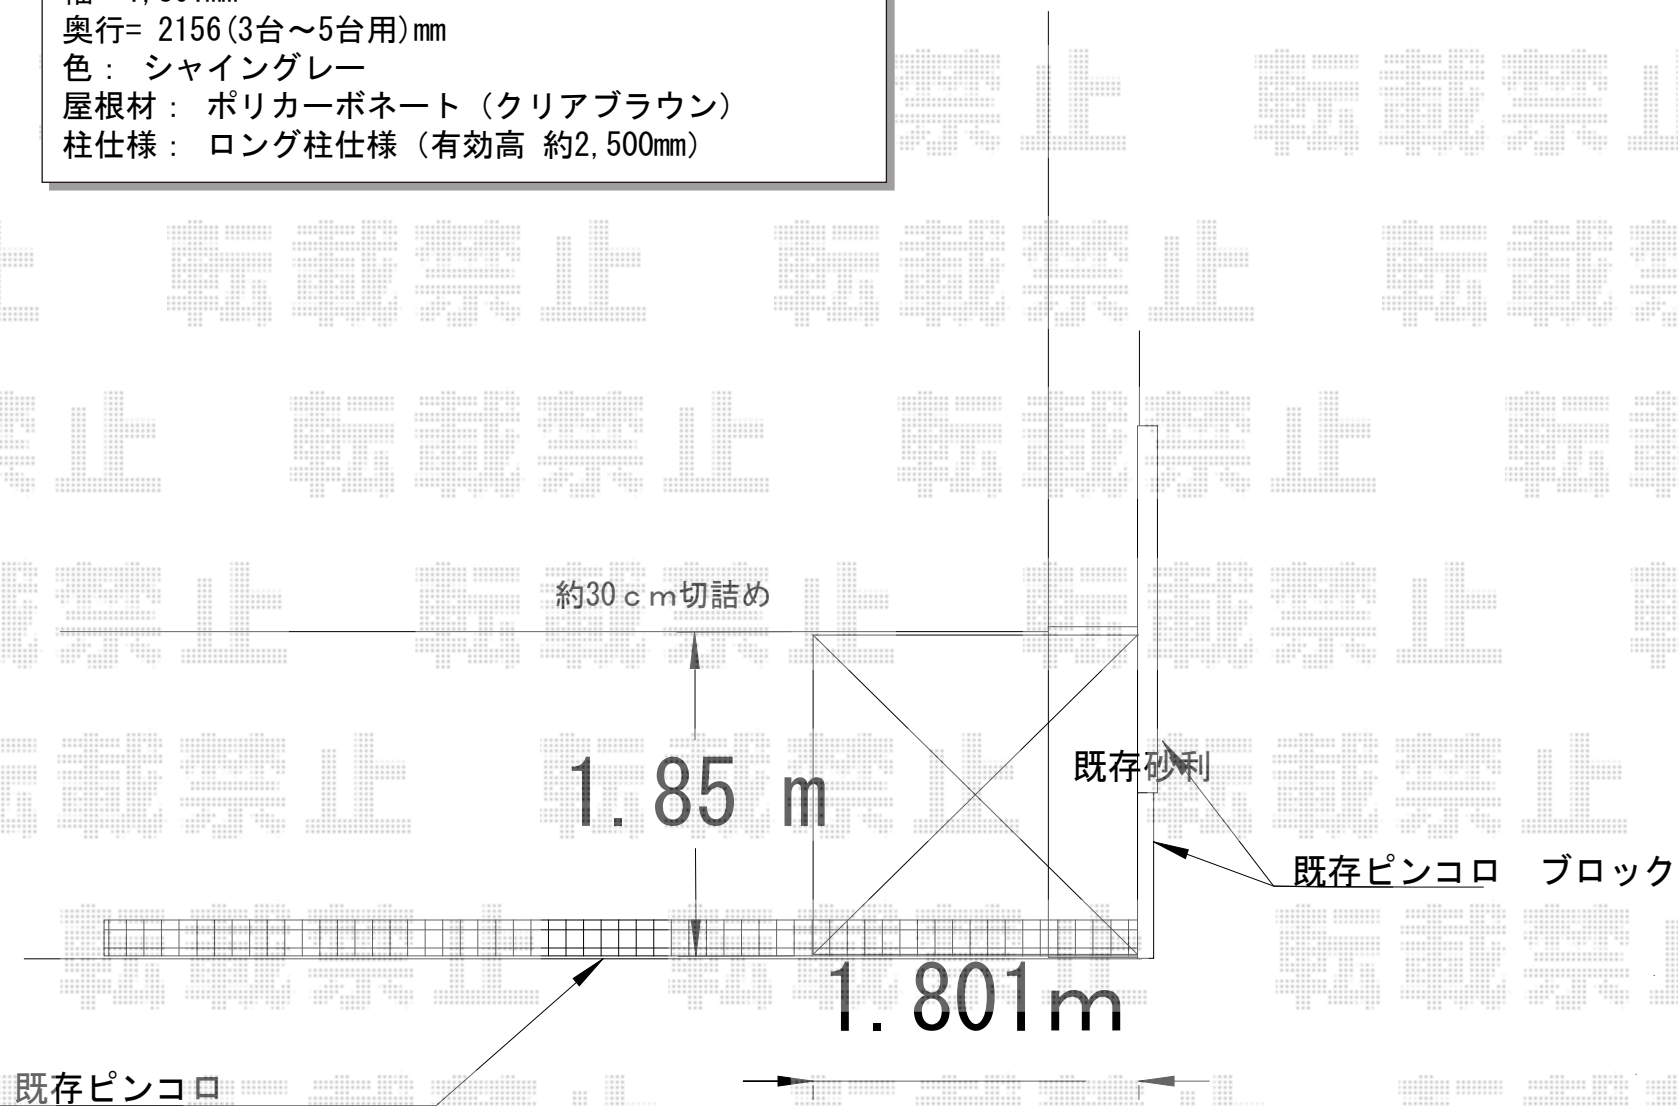 奥行= 2156(3台～5台用)mm
色： シャイングレー
屋根材： ポリカーボネート（クリアブラウン）
柱仕様： ロング柱仕様（有効高 約2,500mm）
約30ｃｍ切詰め
1.85 m
既存砂利
既存ピンコロ　ブロック
1.801ｍ
既存ピンコロ
転載禁止